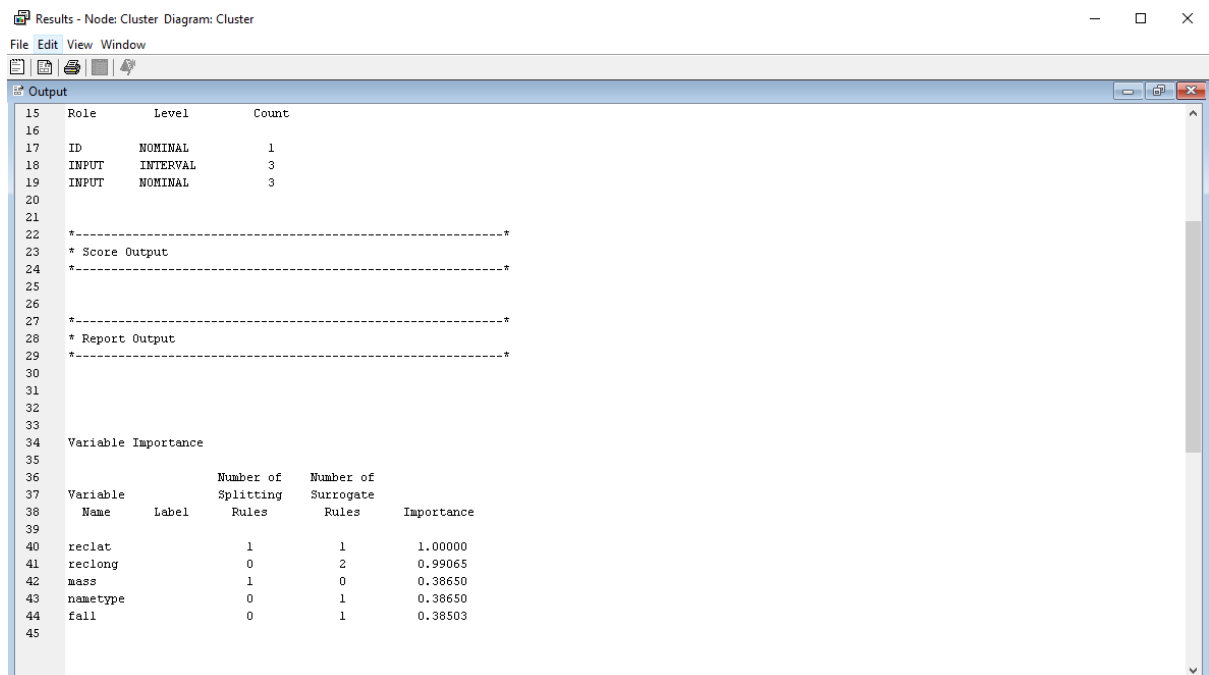 Results - Node: Cluster Diagram: Cluster
File Edit View Window
Output
15 Role Level Count
16
17 ID NOMINAL 1
18 INPUT INTERVAL 3
19 INPUT NOMINAL 3
20
21
22 *------------------------------------------------------------*
23 * Score Output
24 *------------------------------------------------------------*
25
26
27 *------------------------------------------------------------*
28 * Report Output
29 *------------------------------------------------------------*
30
31
32
33
34 Variable Importance
35
36 Number of Number of
37 Variable Splitting Surrogate
38 Name Label Rules Rules Importance
39
40 reclat 1 1 1.00000
41 reclong 0 2 0.99065
42 mass 1 0 0.38650
43 nametype 0 1 0.38650
44 fall 0 1 0.38503
45